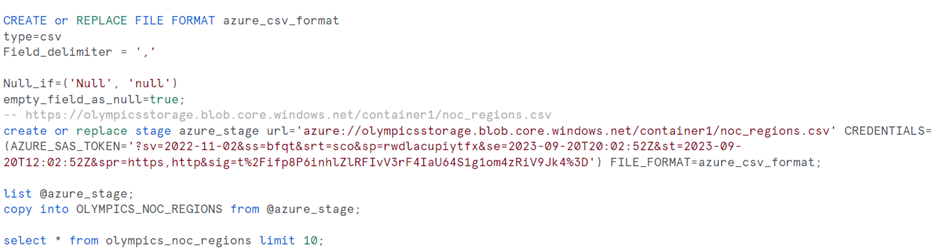 CREATE or REPLACE FILE FORMAT azure_csv_format
type=csv
Field_delimiter = ','
Null_if=('Null', 'null')
empty_field_as_null=true;
-- https://olympicsstorage.blob.core.windows.net/container1/noc_regions.csv
create or replace stage azure_stage url='azure://olympicsstorage.blob.core.windows.net/container1/noc_regions.csv' CREDENTIALS=
(AZURE_SAS_TOKEN='?sv=2022-11-02&ss=bfqt&srt=sco&sp=rwdlacupiytfx&se=2023-09-20T20:02:52Z&st=2023-09-
20T12:02:52Z&spr=https,http&sig=t%2Fifp8P6inhlZlRFIvV3rF4IaU64S1g1om4zRiV9Jk4%3D') FILE_FORMAT=azure_csv_format;
list @azure_stage;
copy into OLYMPICS_NOC_REGIONS from @azure_stage;
select * from olympics_noc_regions limit 10;